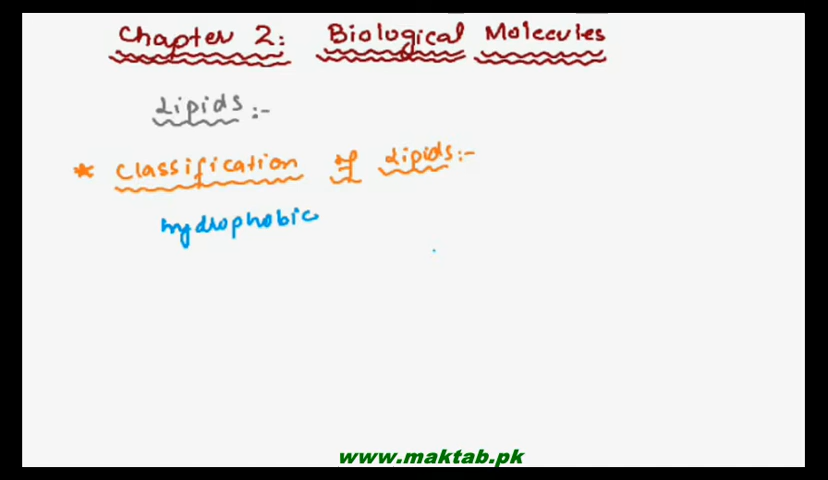 Chapter 2: Biological Molecules
Lipids:-
* Classification of Lipids:-
hydrophobic
www.maktab.pk